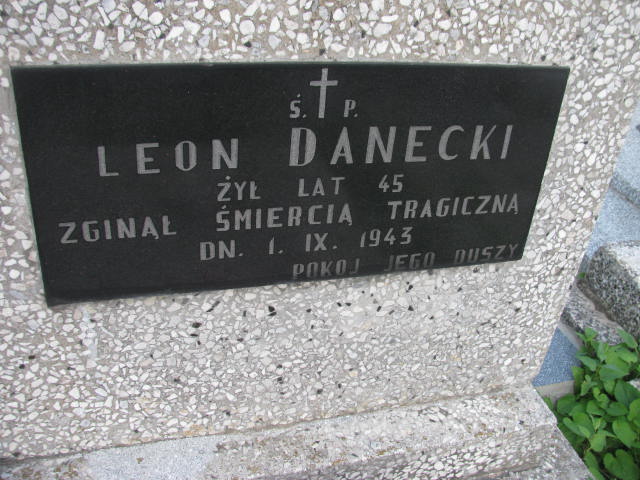 Ś. P.
LEON DANECKI
ŻYŁ LAT 45
ZGINĄŁ ŚMIERCIĄ TRAGICZNĄ
DN. 1. IX. 1943
POKÓJ JEGO DUSZY